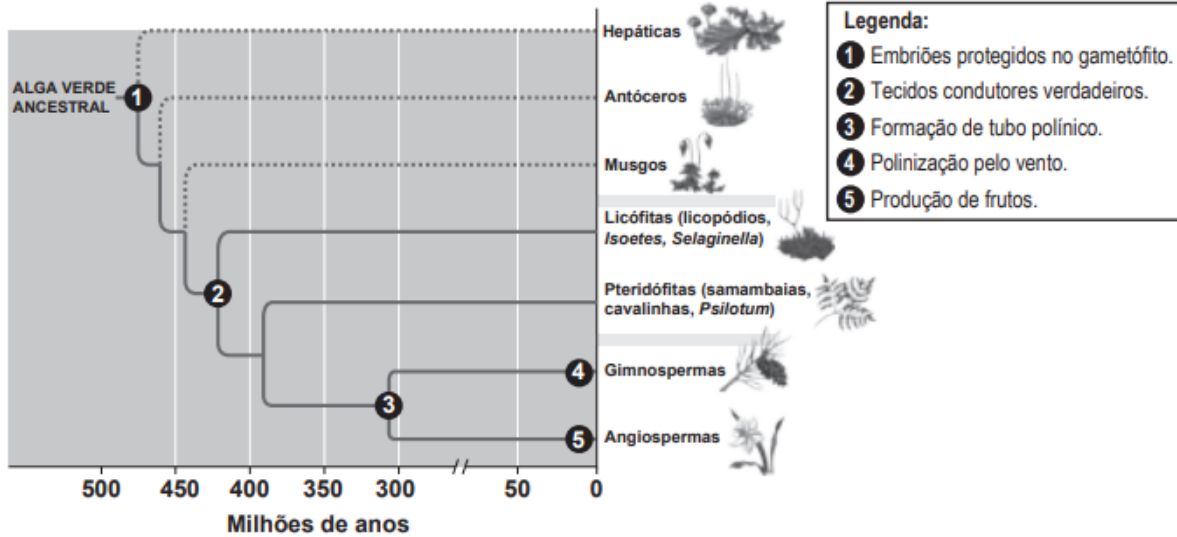 Hepáticas
ALGA VERDE
ANCESTRAL
1
Antóceros
Musgos
Licófitas (licopódios,
Isoetes, Selaginella)
2
Pteridófitas (samambaias,
cavalinhas, Psilotum)
4
Gimnospermas
3
5
Angiospermas
500 450 400 350 300 50 0
Milhões de anos
Legenda:
1 Embriões protegidos no gametófito.
2 Tecidos condutores verdadeiros.
3 Formação de tubo polínico.
4 Polinização pelo vento.
5 Produção de frutos.